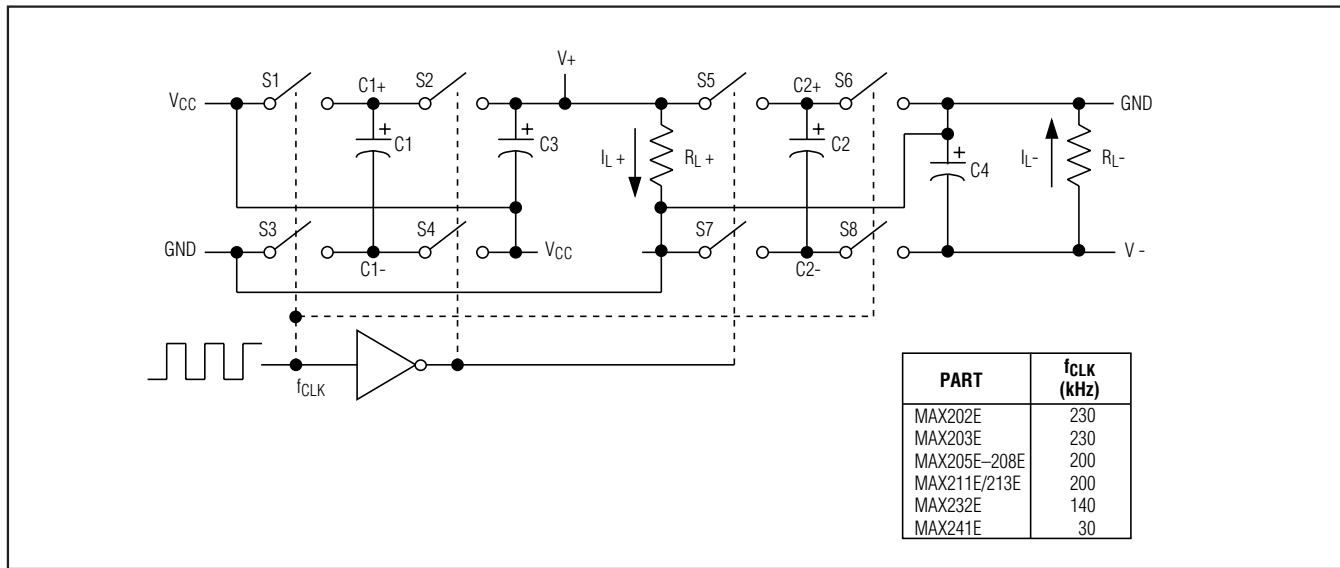 V+
S1 C1+ S2 S5 C2+ S6
VCC GND
+ + + +
C1 C3 IL+ RL+ C2 C4 IL- RL-
S3 S4 S7 S8
GND C1- VCC C2- V -
fCLK
PART fCLK (kHz)
MAX202E 230
MAX203E 230
MAX205E–208E 200
MAX211E/213E 200
MAX232E 140
MAX241E 30